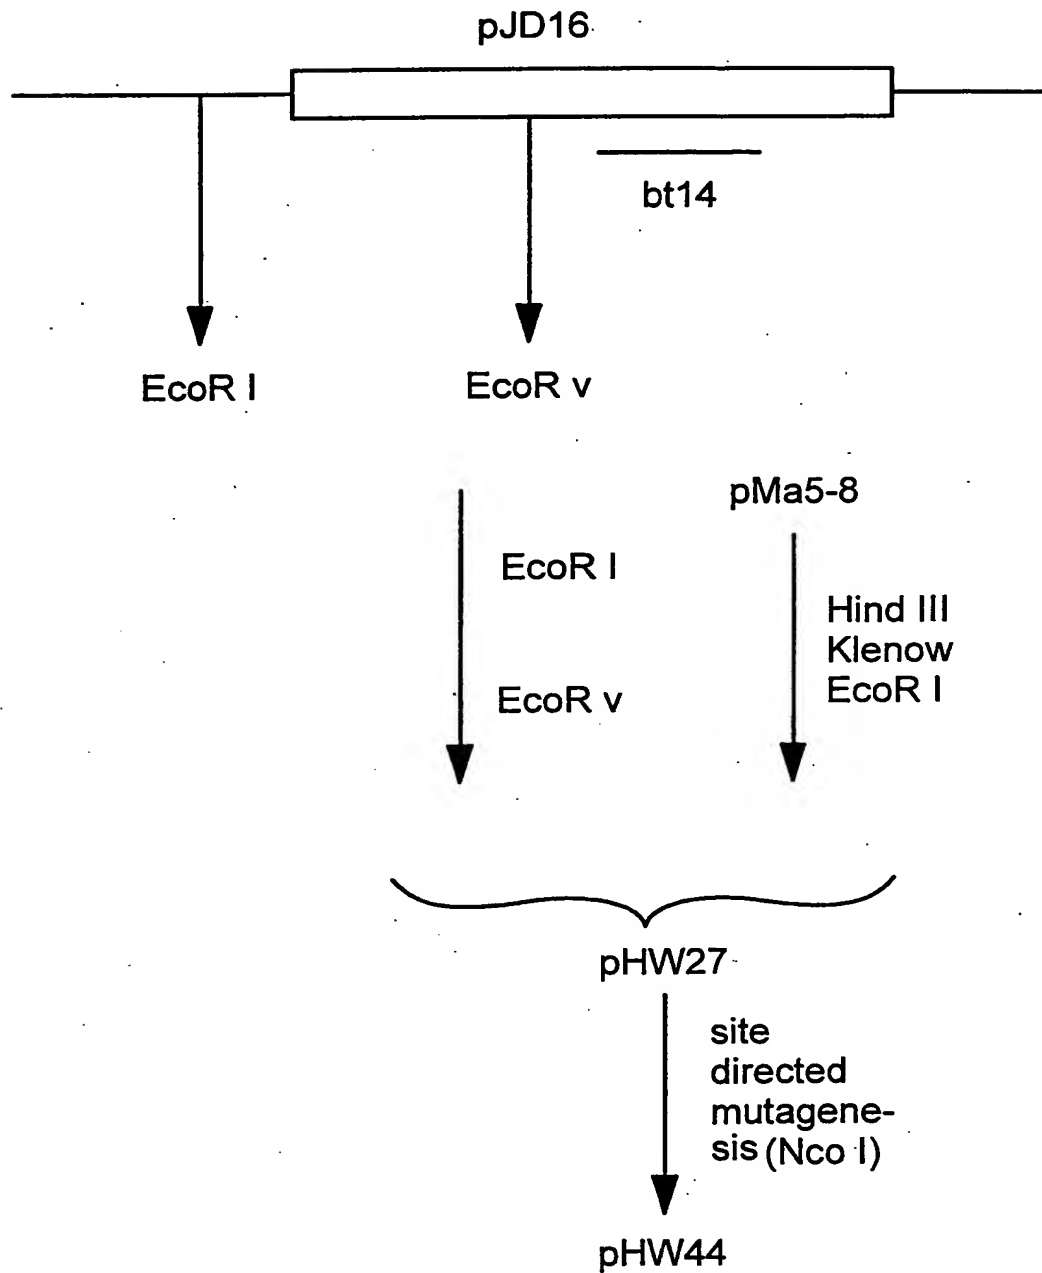 pJD16
bt14
EcoR I
EcoR v
pMa5-8
EcoR I
EcoR v
Hind III
Klenow
EcoR I
pHW27
site
directed
mutagene-
sis (Nco I)
pHW44